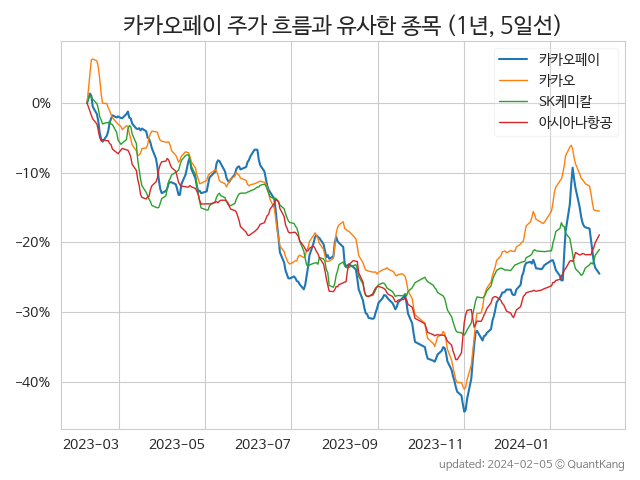 카카오페이 주가 흐름과 유사한 종목 (1년, 5일선)
카카오페이
카카오
SK케미칼
아시아나항공
0%
−10%
−20%
−30%
−40%
2023-03 2023-05 2023-07 2023-09 2023-11 2024-01
updated: 2024-02-05 © QuantKang